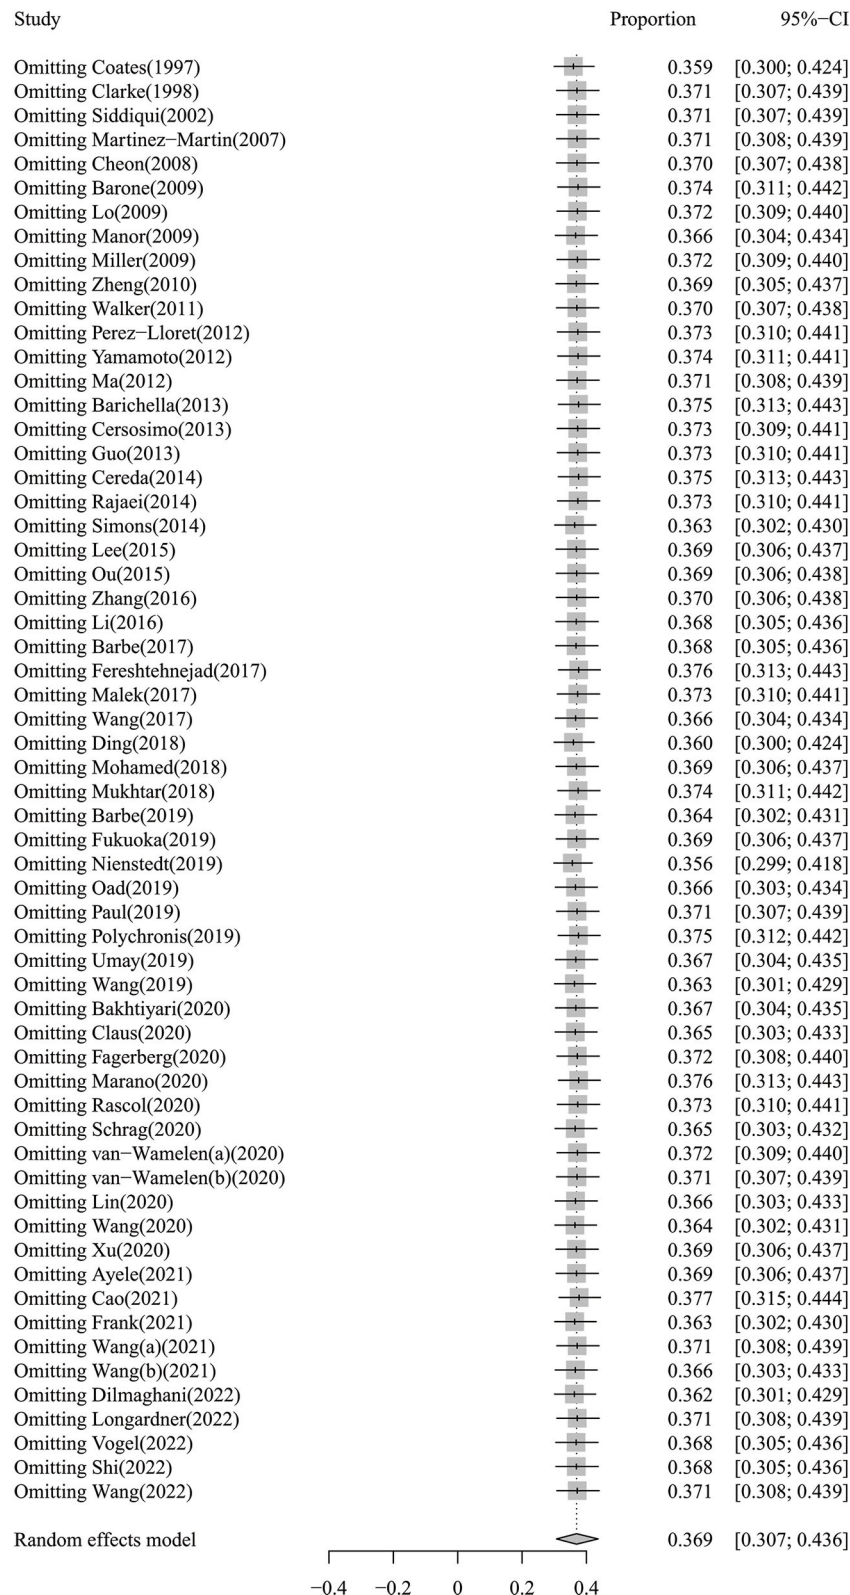 Study Proportion 95%−CI
Omitting Coates(1997) 0.359 [0.300; 0.424]
Omitting Clarke(1998) 0.371 [0.307; 0.439]
Omitting Siddiqui(2002) 0.371 [0.307; 0.439]
Omitting Martinez−Martin(2007) 0.371 [0.308; 0.439]
Omitting Cheon(2008) 0.370 [0.307; 0.438]
Omitting Barone(2009) 0.374 [0.311; 0.442]
Omitting Lo(2009) 0.372 [0.309; 0.440]
Omitting Manor(2009) 0.366 [0.304; 0.434]
Omitting Miller(2009) 0.372 [0.309; 0.440]
Omitting Zheng(2010) 0.369 [0.305; 0.437]
Omitting Walker(2011) 0.370 [0.307; 0.438]
Omitting Perez−Lloret(2012) 0.373 [0.310; 0.441]
Omitting Yamamoto(2012) 0.374 [0.311; 0.441]
Omitting Ma(2012) 0.371 [0.308; 0.439]
Omitting Barichella(2013) 0.375 [0.313; 0.443]
Omitting Cersosimo(2013) 0.373 [0.309; 0.441]
Omitting Guo(2013) 0.373 [0.310; 0.441]
Omitting Cereda(2014) 0.375 [0.313; 0.443]
Omitting Rajaei(2014) 0.373 [0.310; 0.441]
Omitting Simons(2014) 0.363 [0.302; 0.430]
Omitting Lee(2015) 0.369 [0.306; 0.437]
Omitting Ou(2015) 0.369 [0.306; 0.438]
Omitting Zhang(2016) 0.370 [0.306; 0.438]
Omitting Li(2016) 0.368 [0.305; 0.436]
Omitting Barbe(2017) 0.368 [0.305; 0.436]
Omitting Fereshtehnejad(2017) 0.376 [0.313; 0.443]
Omitting Malek(2017) 0.373 [0.310; 0.441]
Omitting Wang(2017) 0.366 [0.304; 0.434]
Omitting Ding(2018) 0.360 [0.300; 0.424]
Omitting Mohamed(2018) 0.369 [0.306; 0.437]
Omitting Mukhtar(2018) 0.374 [0.311; 0.442]
Omitting Barbe(2019) 0.364 [0.302; 0.431]
Omitting Fukuoka(2019) 0.369 [0.306; 0.437]
Omitting Nienstedt(2019) 0.356 [0.299; 0.418]
Omitting Oad(2019) 0.366 [0.303; 0.434]
Omitting Paul(2019) 0.371 [0.307; 0.439]
Omitting Polychronis(2019) 0.375 [0.312; 0.442]
Omitting Umay(2019) 0.367 [0.304; 0.435]
Omitting Wang(2019) 0.363 [0.301; 0.429]
Omitting Bakhtiyari(2020) 0.367 [0.304; 0.435]
Omitting Claus(2020) 0.365 [0.303; 0.433]
Omitting Fagerberg(2020) 0.372 [0.308; 0.440]
Omitting Marano(2020) 0.376 [0.313; 0.443]
Omitting Rascol(2020) 0.373 [0.310; 0.441]
Omitting Schrag(2020) 0.365 [0.303; 0.432]
Omitting van−Wamelen(a)(2020) 0.372 [0.309; 0.440]
Omitting van−Wamelen(b)(2020) 0.371 [0.307; 0.439]
Omitting Lin(2020) 0.366 [0.303; 0.433]
Omitting Wang(2020) 0.364 [0.302; 0.431]
Omitting Xu(2020) 0.369 [0.306; 0.437]
Omitting Ayele(2021) 0.369 [0.306; 0.437]
Omitting Cao(2021) 0.377 [0.315; 0.444]
Omitting Frank(2021) 0.363 [0.302; 0.430]
Omitting Wang(a)(2021) 0.371 [0.308; 0.439]
Omitting Wang(b)(2021) 0.366 [0.303; 0.433]
Omitting Dilmaghani(2022) 0.362 [0.301; 0.429]
Omitting Longardner(2022) 0.371 [0.308; 0.439]
Omitting Vogel(2022) 0.368 [0.305; 0.436]
Omitting Shi(2022) 0.368 [0.305; 0.436]
Omitting Wang(2022) 0.371 [0.308; 0.439]
Random effects model 0.369 [0.307; 0.436]
−0.4 −0.2 0 0.2 0.4